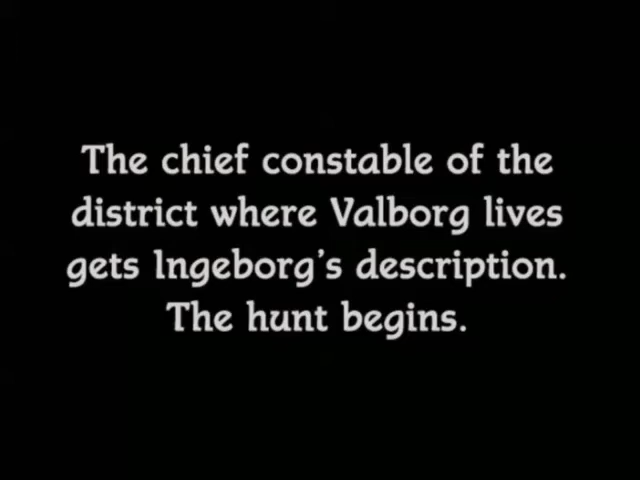 The chief constable of the
district where Valborg lives
gets Ingeborg's description.
The hunt begins.